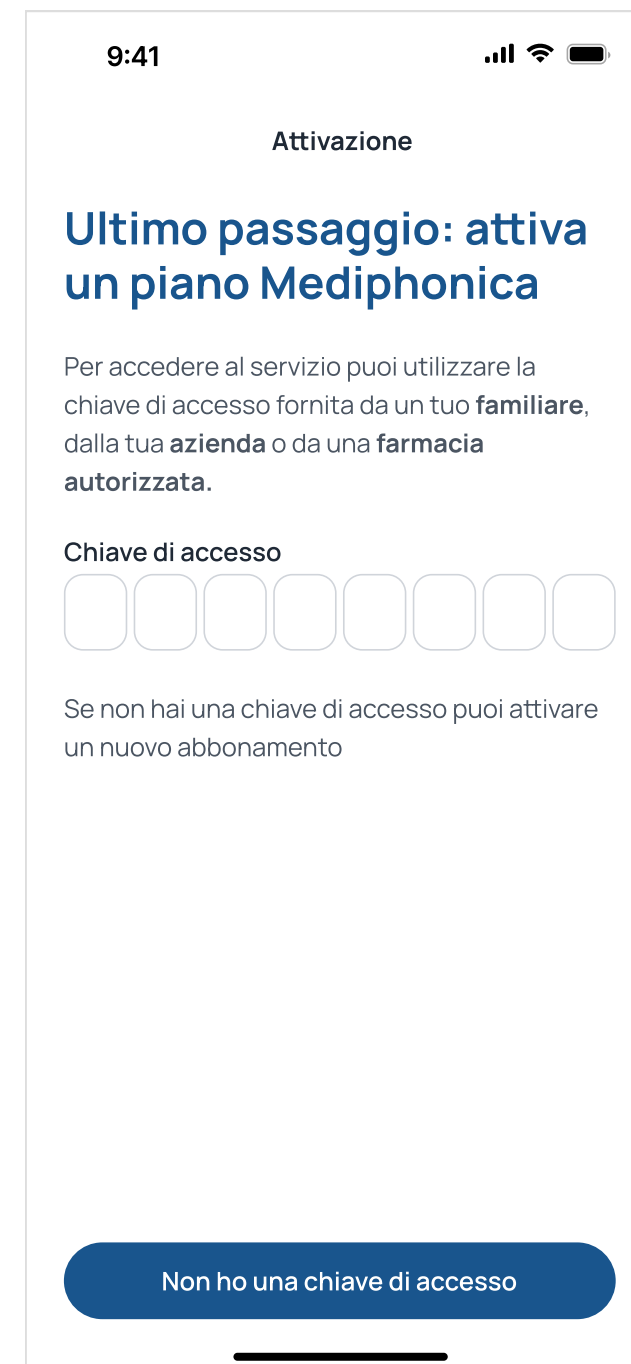 9:41
Attivazione
Ultimo passaggio: attiva
un piano Mediphonica
Per accedere al servizio puoi utilizzare la
chiave di accesso fornita da un tuo familiare,
dalla tua azienda o da una farmacia
autorizzata.
Chiave di accesso
Se non hai una chiave di accesso puoi attivare
un nuovo abbonamento
Non ho una chiave di accesso